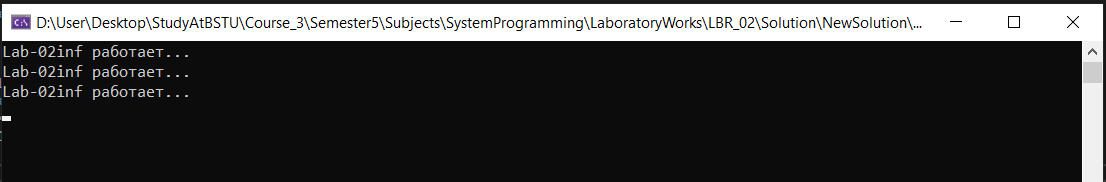 D:\User\Desktop\StudyAtBSTU\Course_3\Semester5\Subjects\SystemProgramming\LaboratoryWorks\LBR_02\Solution\NewSolution\...
Lab-02inf работает...
Lab-02inf работает...
Lab-02inf работает...